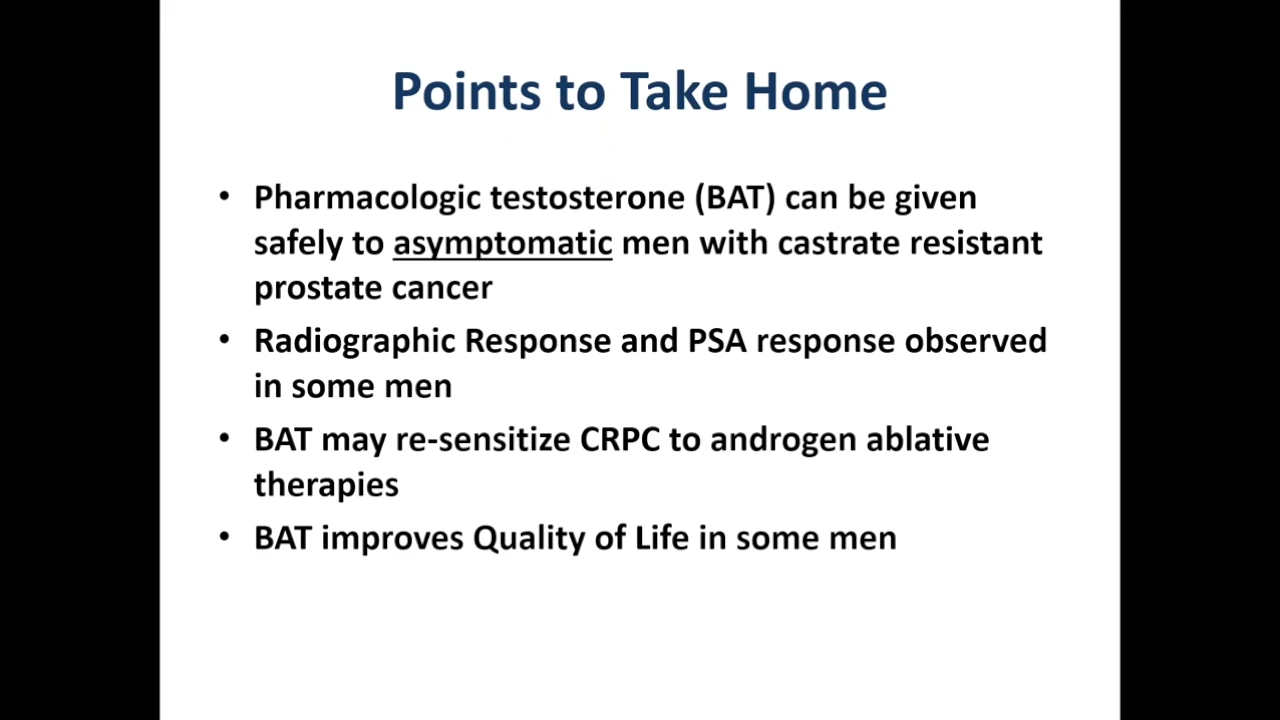 Points to Take Home
• Pharmacologic testosterone (BAT) can be given
safely to asymptomatic men with castrate resistant
prostate cancer
• Radiographic Response and PSA response observed
in some men
• BAT may re-sensitize CRPC to androgen ablative
therapies
• BAT improves Quality of Life in some men